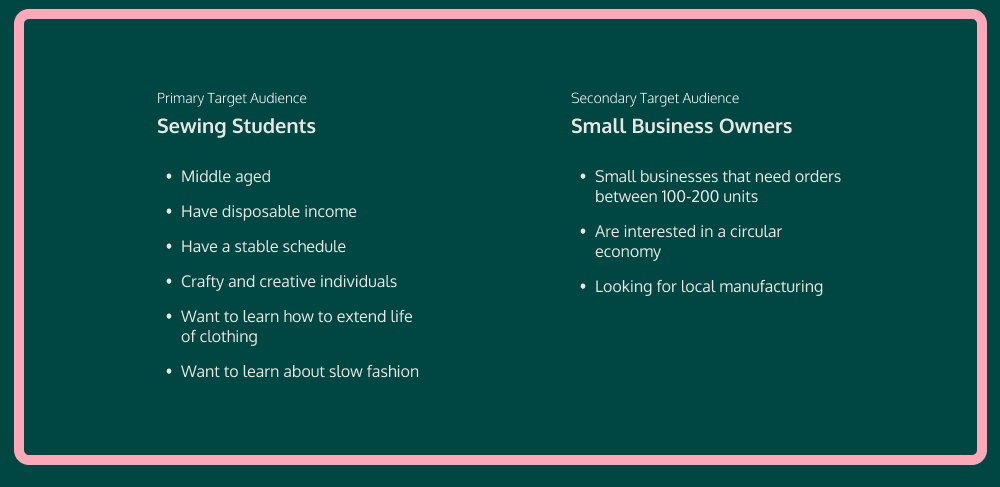 Primary Target Audience
Sewing Students
• Middle aged
• Have disposable income
• Have a stable schedule
• Crafty and creative individuals
• Want to learn how to extend life
of clothing
• Want to learn about slow fashion
Secondary Target Audience
Small Business Owners
• Small businesses that need orders
between 100-200 units
• Are interested in a circular
economy
• Looking for local manufacturing